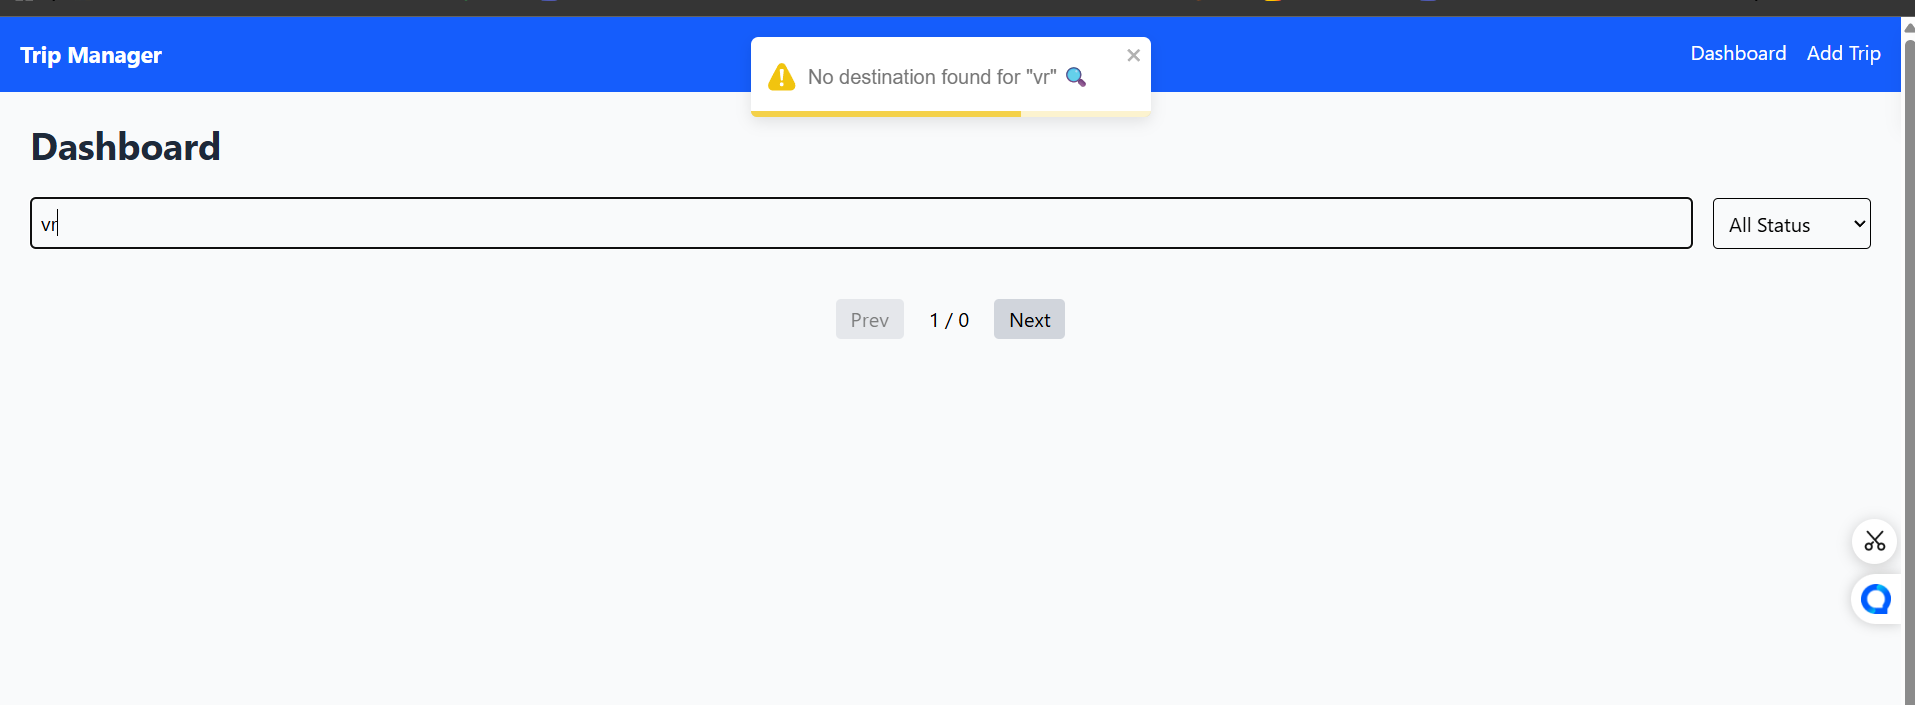 Trip Manager
No destination found for "vr" 🔍
Dashboard
Add Trip
Dashboard
vr
All Status
Prev
1 / 0
Next